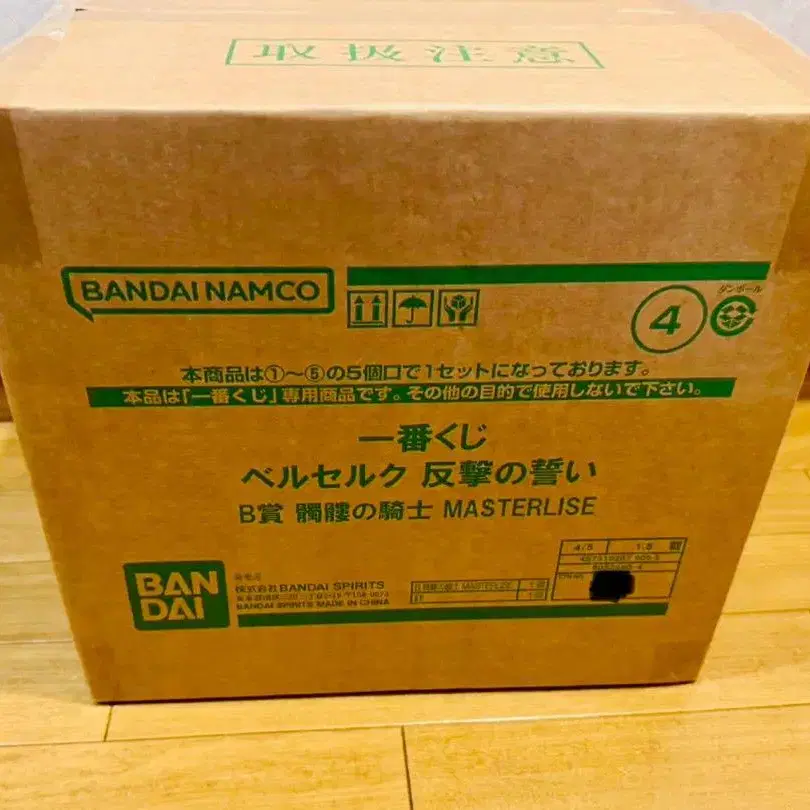 取扱注意
BANDAI NAMCO
4
ダンボール
本商品は①～⑤の5個口で1セットになっております。
本品は「一番くじ」専用商品です。その他の目的で使用しないで下さい。
一番くじ
ベルセルク 反撃の誓い
B賞 髑髏の騎士 MASTERLISE
BAN
DAI
発売元
株式会社BANDAI SPIRITS
BANDAI SPIRITS MADE IN CHINA
MASTERLISE
計
4/5